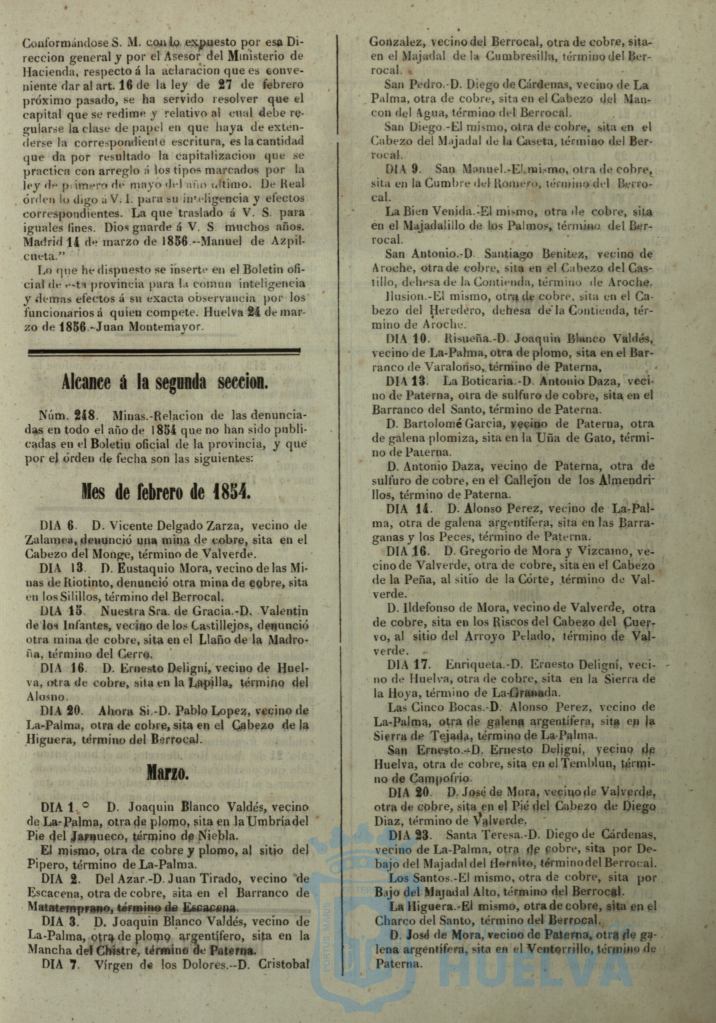 Conformándose S. M. con lo expuesto por esa Di-
reccion general y por el Asesor del Ministerio de
Hacienda, respecto á la aclaracion que es conve-
niente dar al art. 16 de la ley de 27 de febrero
próximo pasado, se ha servido resolver que el
capital que se redime y relativo al cual debe re-
gularse la clase de papel en que haya de exten-
derse la correspondiente escritura, es la cantidad
que da por resultado la capitalizacion que se
practica con arreglo á los tipos marcados por la
ley de primero de mayo del año último. De Real
órden lo digo a V. I. para su inteligencia y efectos
correspondientes. La que traslado á V. S. para
iguales fines. Dios guarde á V. S muchos años.
Madrid 14 de marzo de 1856.--Manuel de Azpil-
cueta."
Lo que he dispuesto se inserte en el Boletin ofi-
cial de esta provincia para la comun inteligencia
y demas efectos á su exacta observancia por los
funcionarios á quien compete. Huelva 24 de mar-
zo de 1856.-Juan Montemayor.
Alcance á la segunda seccion.
Núm. 248. Minas.-Relacion de las denuncia-
das en todo el año de 1854 que no han sido publi-
cadas en el Boletin oficial de la provincia, y que
por el órden de fecha son las siguientes:
Mes de febrero de 1854.
DIA 6. D. Vicente Delgado Zarza, vecino de
Zalamea, denunció una mina de cobre, sita en el
Cabezo del Monge, término de Valverde.
DIA 13. D. Eustaquio Mora, vecino de las Mi-
nas de Riotinto, denunció otra mina de cobre, sita
en los Silillos, término del Berrocal.
DIA 15. Nuestra Sra. de Gracia.-D. Valentin
de los Infantes, vecino de los Castillejos, denunció
otra mina de cobre, sita en el Llaño de la Madro-
ña, término del Cerro.
DIA 16. D. Ernesto Deligní, vecino de Huel-
va, otra de cobre, sita en la Lapilla, término del
Alosno.
DIA 20. Ahora Si.-D. Pablo Lopez, vecino de
La-Palma, otra de cobre, sita en el Cabezo de la
Higuera, término del Berrocal.
Marzo.
DIA 1.° D. Joaquin Blanco Valdés, vecino
de La-Palma, otra de plomo, sita en la Umbría del
Pie del Jarnueco, término de Niebla.
El mismo, otra de cobre y plomo, al sitio del
Pipero, término de La-Palma.
DIA 2. Del Azar.-D. Juan Tirado, vecino de
Escacena, otra de cobre, sita en el Barranco de
Matatemprano, término de Escacena.
DIA 3. D. Joaquin Blanco Valdés, vecino de
La-Palma, otra de plomo argentífero, sita en la
Mancha del Chistre, término de Paterna.
DIA 7. Vírgen de los Dolores.--D. Cristobal
Gonzalez, vecino del Berrocal, otra de cobre, sita-
en el Majadal de la Cumbresilla, término del Ber-
rocal.
San Pedro.-D. Diego de Cárdenas, vecino de La
Palma, otra de cobre, sita en el Cabezo del Man-
con del Agua, término del Berrocal.
San Diego.-El mismo, otra de cobre, sita en el
Cabezo del Majadal de la Caseta, término del Ber-
rocal.
DIA 9. San Manuel.-El mismo, otra de cobre,
sita en la Cumbre del Romero, término del Berro-
cal.
La Bien Venida.-El mismo, otra de cobre, sita
en el Majadalillo de los Palmos, término del Ber-
rocal.
San Antonio.-D. Santiago Benitez, vecino de
Aroche, otra de cobre, sita en el Cabezo del Cas-
tillo, dehesa de la Contienda, término de Aroche.
Ilusion.-El mismo, otra de cobre, sita en el Ca-
bezo del Heredero, dehesa de la Contienda, tér-
mino de Aroche.
DIA 10. Risueña.-D. Joaquin Blanco Valdés,
vecino de La-Palma, otra de plomo, sita en el Bar-
ranco de Varaloñso, término de Paterna,
DIA 13. La Boticaria.-D. Antonio Daza, veci-
no de Paterna, otra de sulfuro de cobre, sita en el
Barranco del Santo, término de Paterna.
D. Bartolomé Garcia, vecino de Paterna, otra
de galena plomiza, sita en la Uña de Gato, térmi-
no de Paterna.
D. Antonio Daza, vecino de Paterna, otra de
sulfuro de cobre, en el Callejon de los Almendri-
llos, término de Paterna.
DIA 14. D. Alonso Perez, vecino de La-Pal-
ma, otra de galena argentífera, sita en las Barra-
ganas y los Peces, término de Paterna.
DIA 16. D. Gregorio de Mora y Vizcaino, ve-
cino de Valverde, otra de cobre, sita en el Cabezo
de la Peña, al sitio de la Córte, término de Val-
verde.
D. Ildefonso de Mora, vecino de Valverde, otra
de cobre, sita en los Riscos del Cabezo del Cuer-
vo, al sitio del Arroyo Pelado, término de Val-
verde.
DIA 17. Enriqueta.-D. Ernesto Deligní, veci-
no de Huelva, otra de cobre, sita en la Sierra de
la Hoya, término de La-Granada.
Las Cinco Bocas.-D. Alonso Perez, vecino de
La-Palma, otra de galena argentífera, sita en la
Sierra de Tejada, término de La-Palma.
San Ernesto.-D. Ernesto Deligní, vecino de
Huelva, otra de cobre, sita en el Temblun, térmi-
no de Campofrio.
DIA 20. D. José de Mora, vecino de Valverde,
otra de cobre, sita en el Pié del Cabezo de Diego
Diaz, término de Valverde.
DIA 23. Santa Teresa.-D. Diego de Cárdenas,
vecino de La-Palma, otra de cobre, sita por De-
bajo del Majadal del Hornito, término del Berrocal.
Los Santos.-El mismo, otra de cobre, sita por
Bajo del Majadal Alto, término del Berrocal.
La Higuera.-El mismo, otra de cobre, sita en el
Charco del Santo, término del Berrocal.
D. José de Mora, vecino de Paterna, otra de ga-
lena argentífera, sita en el Ventorrillo, término de
Paterna.
HUELVA